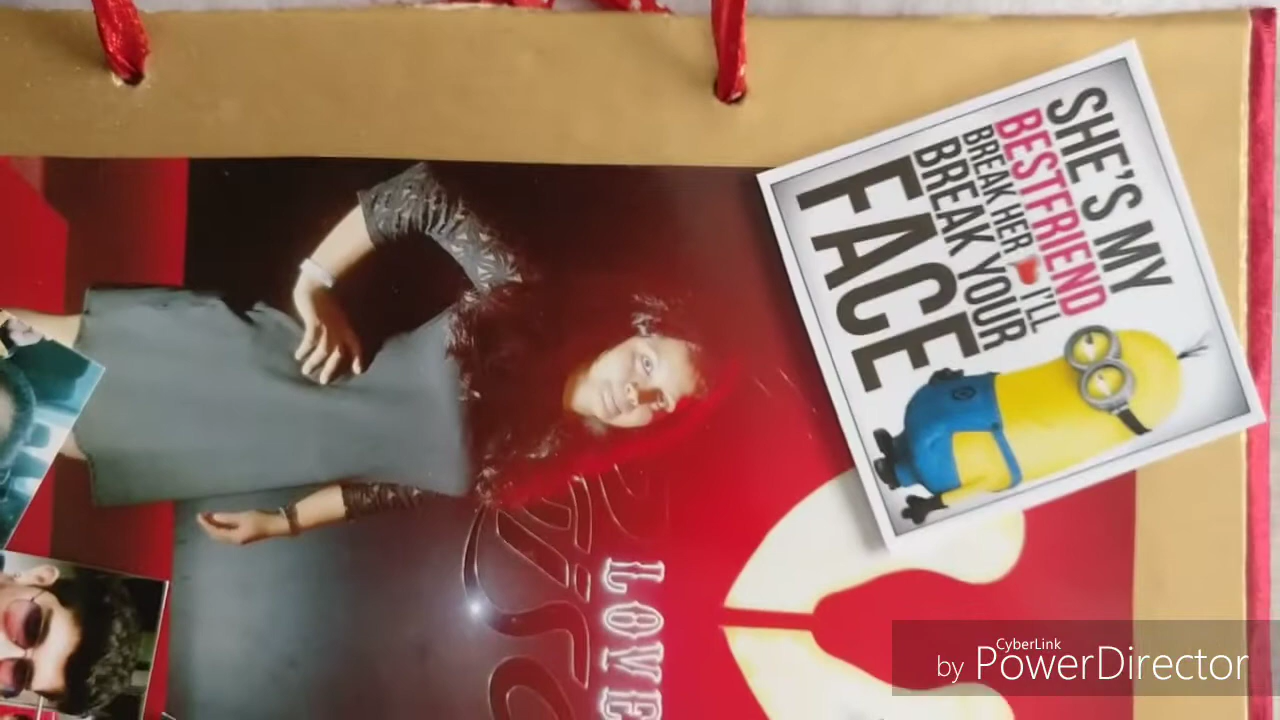 SHE'S MY
BESTFRIEND
BREAK HER I'LL
BREAK YOUR
FACE
LOVE
CyberLink
by PowerDirector